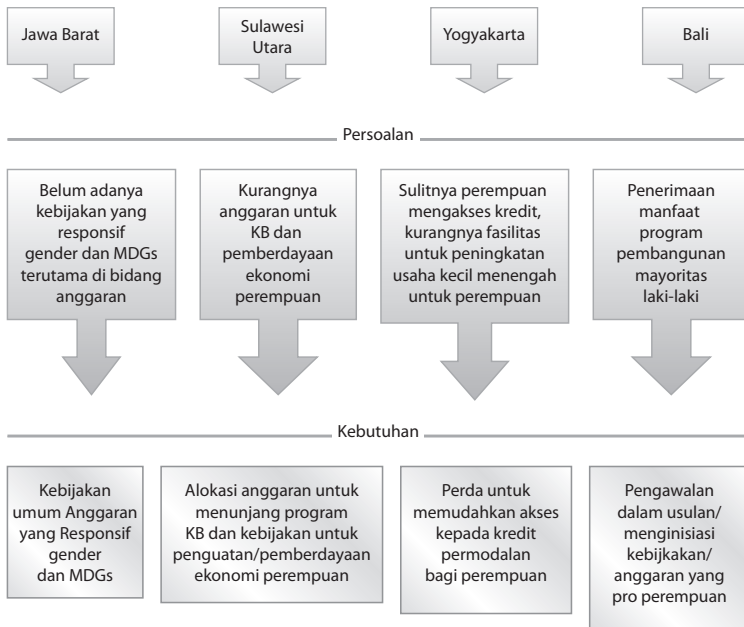 Jawa Barat
Sulawesi
Utara
Yogyakarta
Bali
Persoalan
Belum adanya
kebijakan yang
responsif
gender dan MDGs
terutama di bidang
anggaran
Kurangnya
anggaran untuk
KB dan
pemberdayaan
ekonomi
perempuan
Sulitnya perempuan
mengakses kredit,
kurangnya fasilitas
untuk peningkatan
usaha kecil menengah
untuk perempuan
Penerimaan
manfaat
program
pembangunan
mayoritas
laki-laki
Kebutuhan
Kebijakan
umum Anggaran
yang Responsif
gender
dan MDGs
Alokasi anggaran untuk
menunjang program
KB dan kebijakan untuk
penguatan/pemberdayaan
ekonomi perempuan
Perda untuk
memudahkan akses
kepada kredit
permodalan
bagi perempuan
Pengawalan
dalam usulan/
menginisiasi
kebijkakan/
anggaran yang
pro perempuan